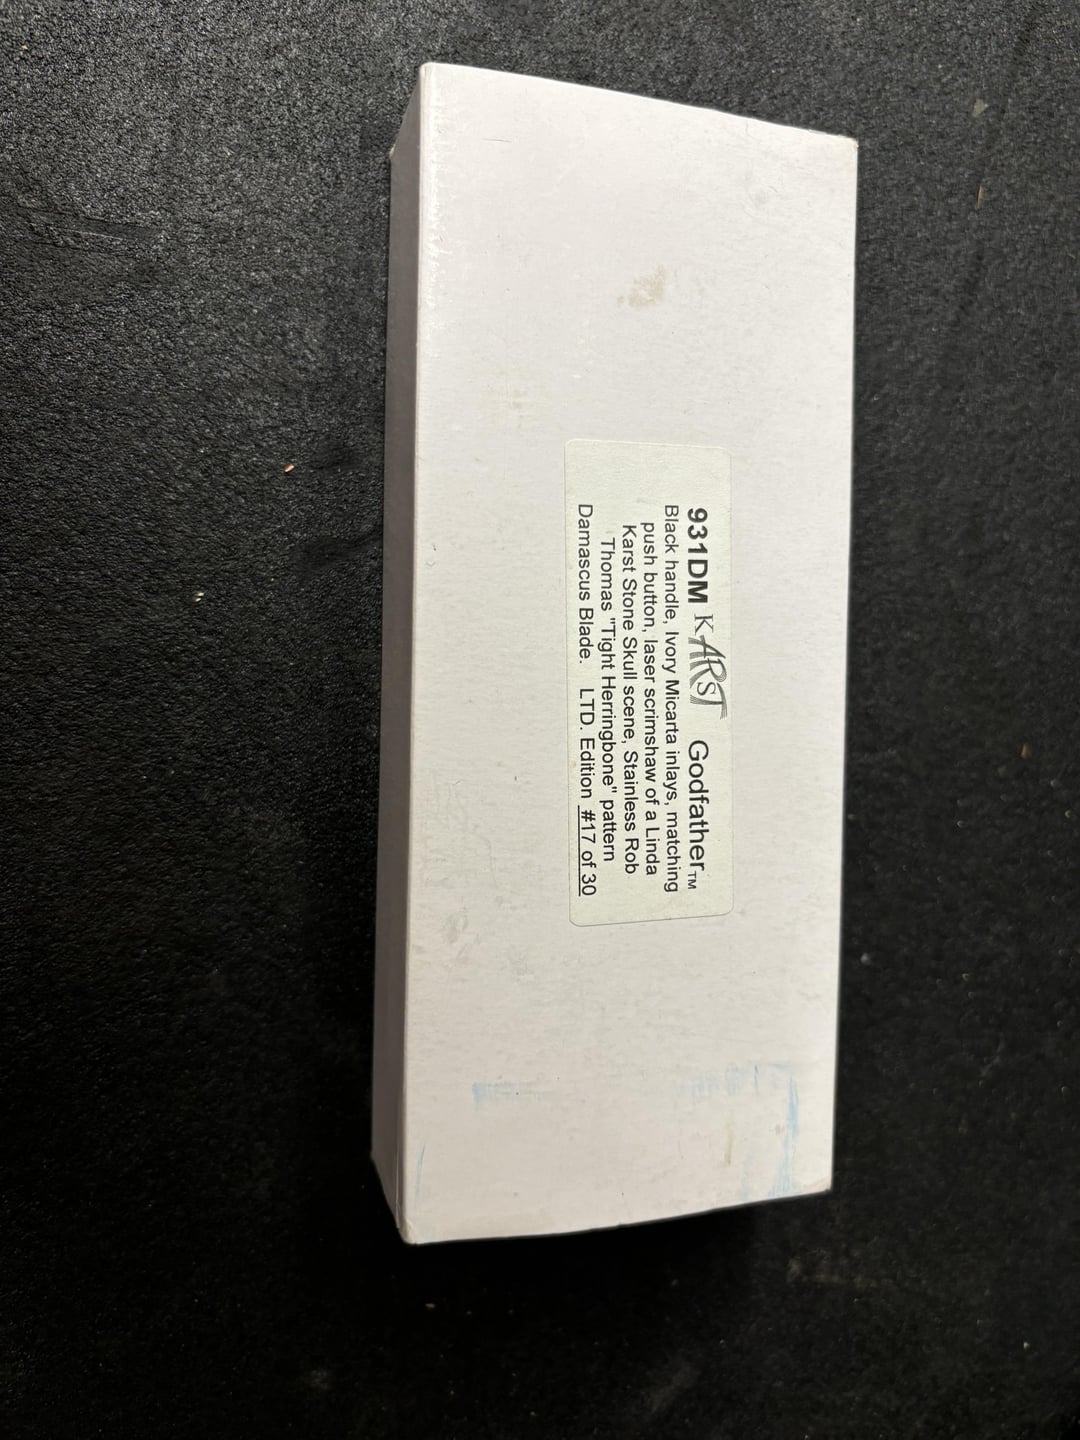 931DM KARST Godfather™
Black handle, Ivory Micarta inlays, matching
push button, laser scrimshaw of a Linda
Karst Stone Skull scene, Stainless Rob
Thomas "Tight Herringbone" pattern
Damascus Blade. LTD. Edition #17 of 30